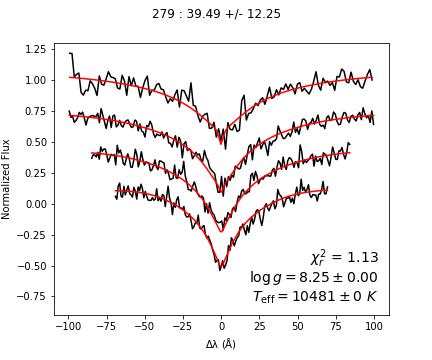 279 : 39.49 +/- 12.25
1.25
1.00
0.75
0.50
0.25
0.00
−0.25
−0.50
−0.75
Normalized Flux
χ²ᵣ = 1.13
log g = 8.25 ± 0.00
T_eff = 10481 ± 0 K
−100 −75 −50 −25 0 25 50 75 100
Δλ (Å)